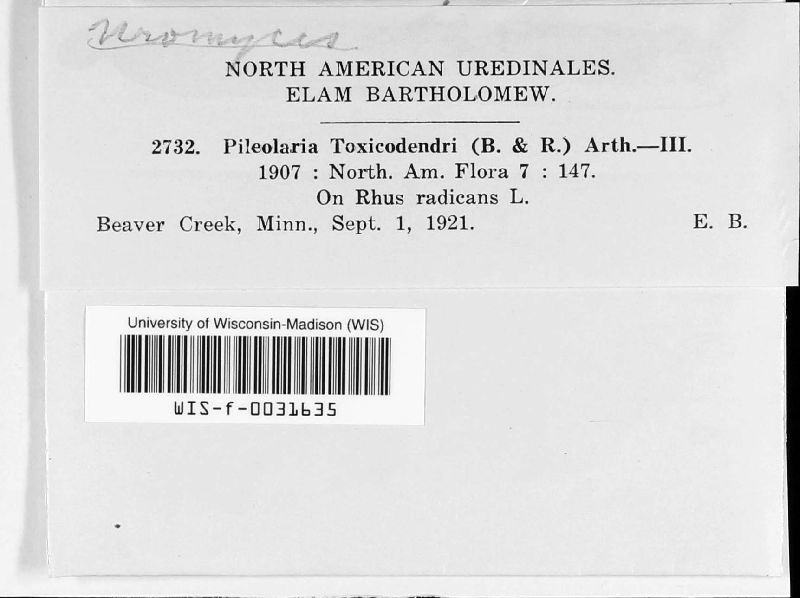 Uromyces
NORTH AMERICAN UREDINALES.
ELAM BARTHOLOMEW.
2732. Pileolaria Toxicodendri (B. & R.) Arth.—III.
1907 : North. Am. Flora 7 : 147.
On Rhus radicans L.
Beaver Creek, Minn., Sept. 1, 1921. E. B.
University of Wisconsin-Madison (WIS)
WIS-f-0031635